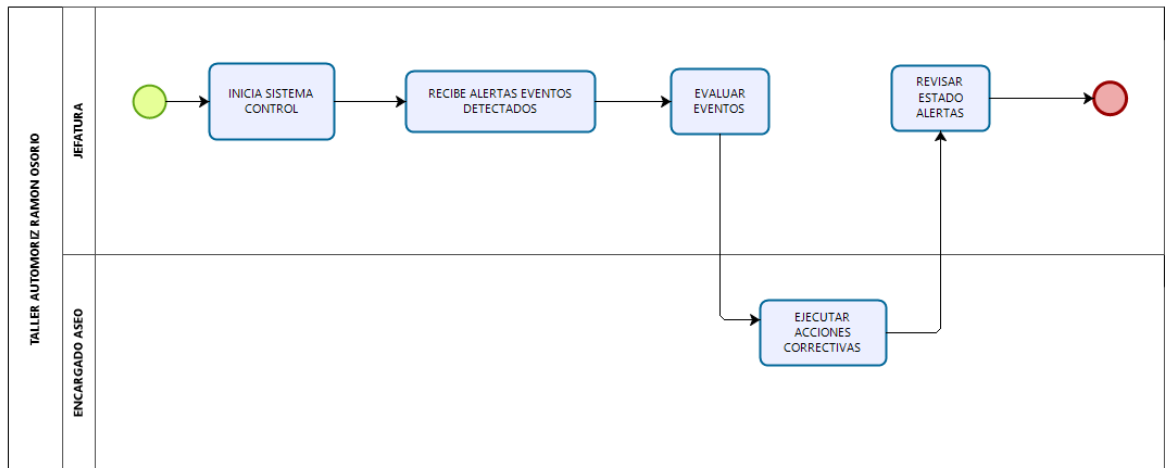 TALLER AUTOMORIZ RAMON OSORIO
JEFATURA
INICIA SISTEMA
CONTROL
RECIBE ALERTAS EVENTOS
DETECTADOS
EVALUAR
EVENTOS
REVISAR
ESTADO
ALERTAS
ENCARGADO ASEO
EJECUTAR
ACCIONES
CORRECTIVAS